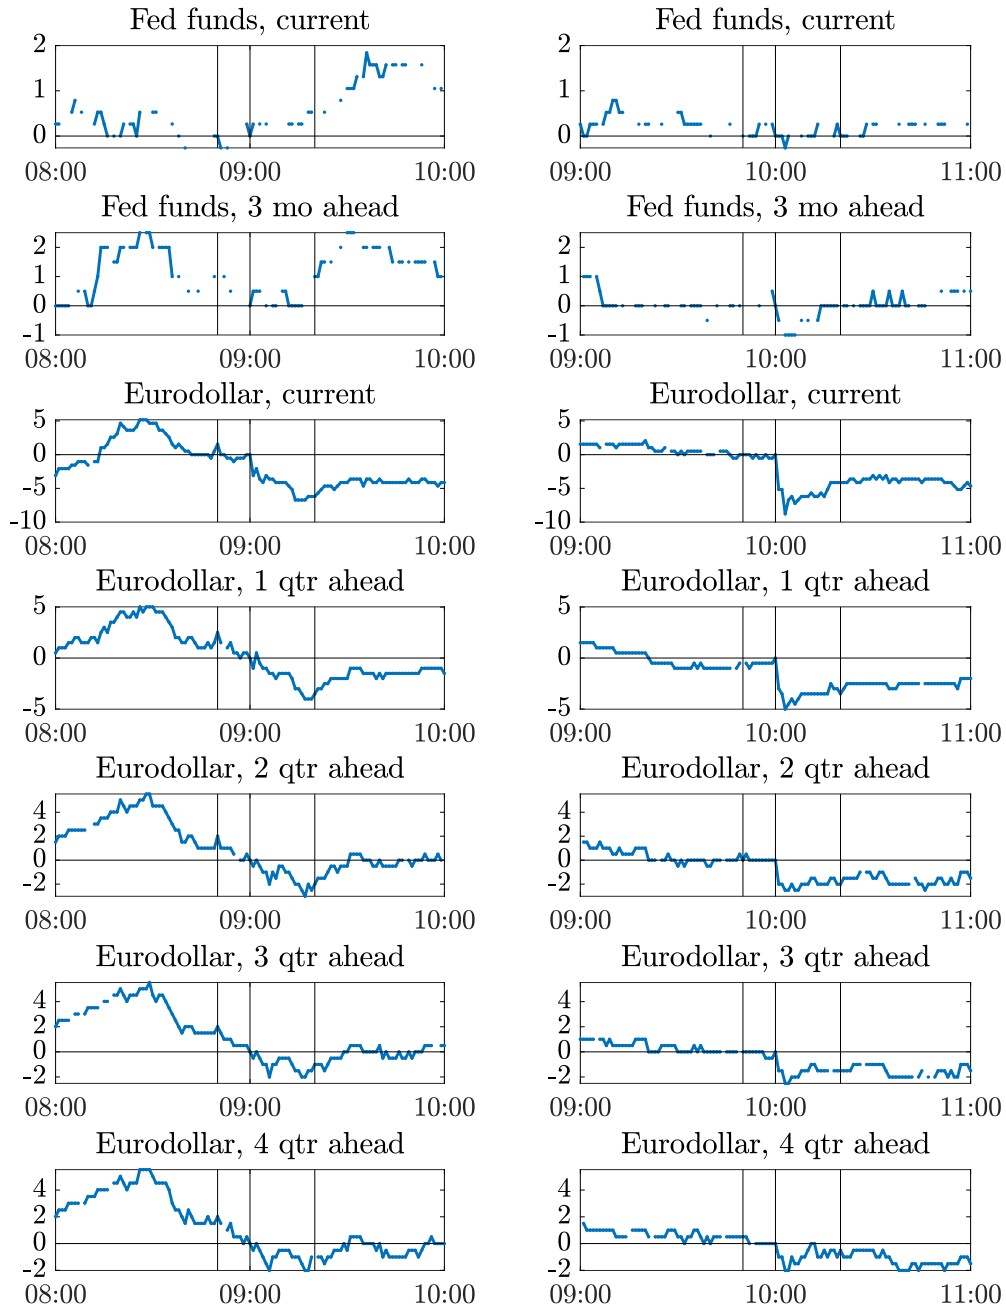 Fed funds, current Fed funds, current
2 2
1 1
0 0
08:00 09:00 10:00 09:00 10:00 11:00
Fed funds, 3 mo ahead Fed funds, 3 mo ahead
2 2
1 1
0 0
-1 -1
08:00 09:00 10:00 09:00 10:00 11:00
Eurodollar, current Eurodollar, current
5 5
0 0
-5 -5
-10 -10
08:00 09:00 10:00 09:00 10:00 11:00
Eurodollar, 1 qtr ahead Eurodollar, 1 qtr ahead
5 5
0 0
-5 -5
08:00 09:00 10:00 09:00 10:00 11:00
Eurodollar, 2 qtr ahead Eurodollar, 2 qtr ahead
4 4
2 2
0 0
-2 -2
08:00 09:00 10:00 09:00 10:00 11:00
Eurodollar, 3 qtr ahead Eurodollar, 3 qtr ahead
4 4
2 2
0 0
-2 -2
08:00 09:00 10:00 09:00 10:00 11:00
Eurodollar, 4 qtr ahead Eurodollar, 4 qtr ahead
4 4
2 2
0 0
-2 -2
08:00 09:00 10:00 09:00 10:00 11:00